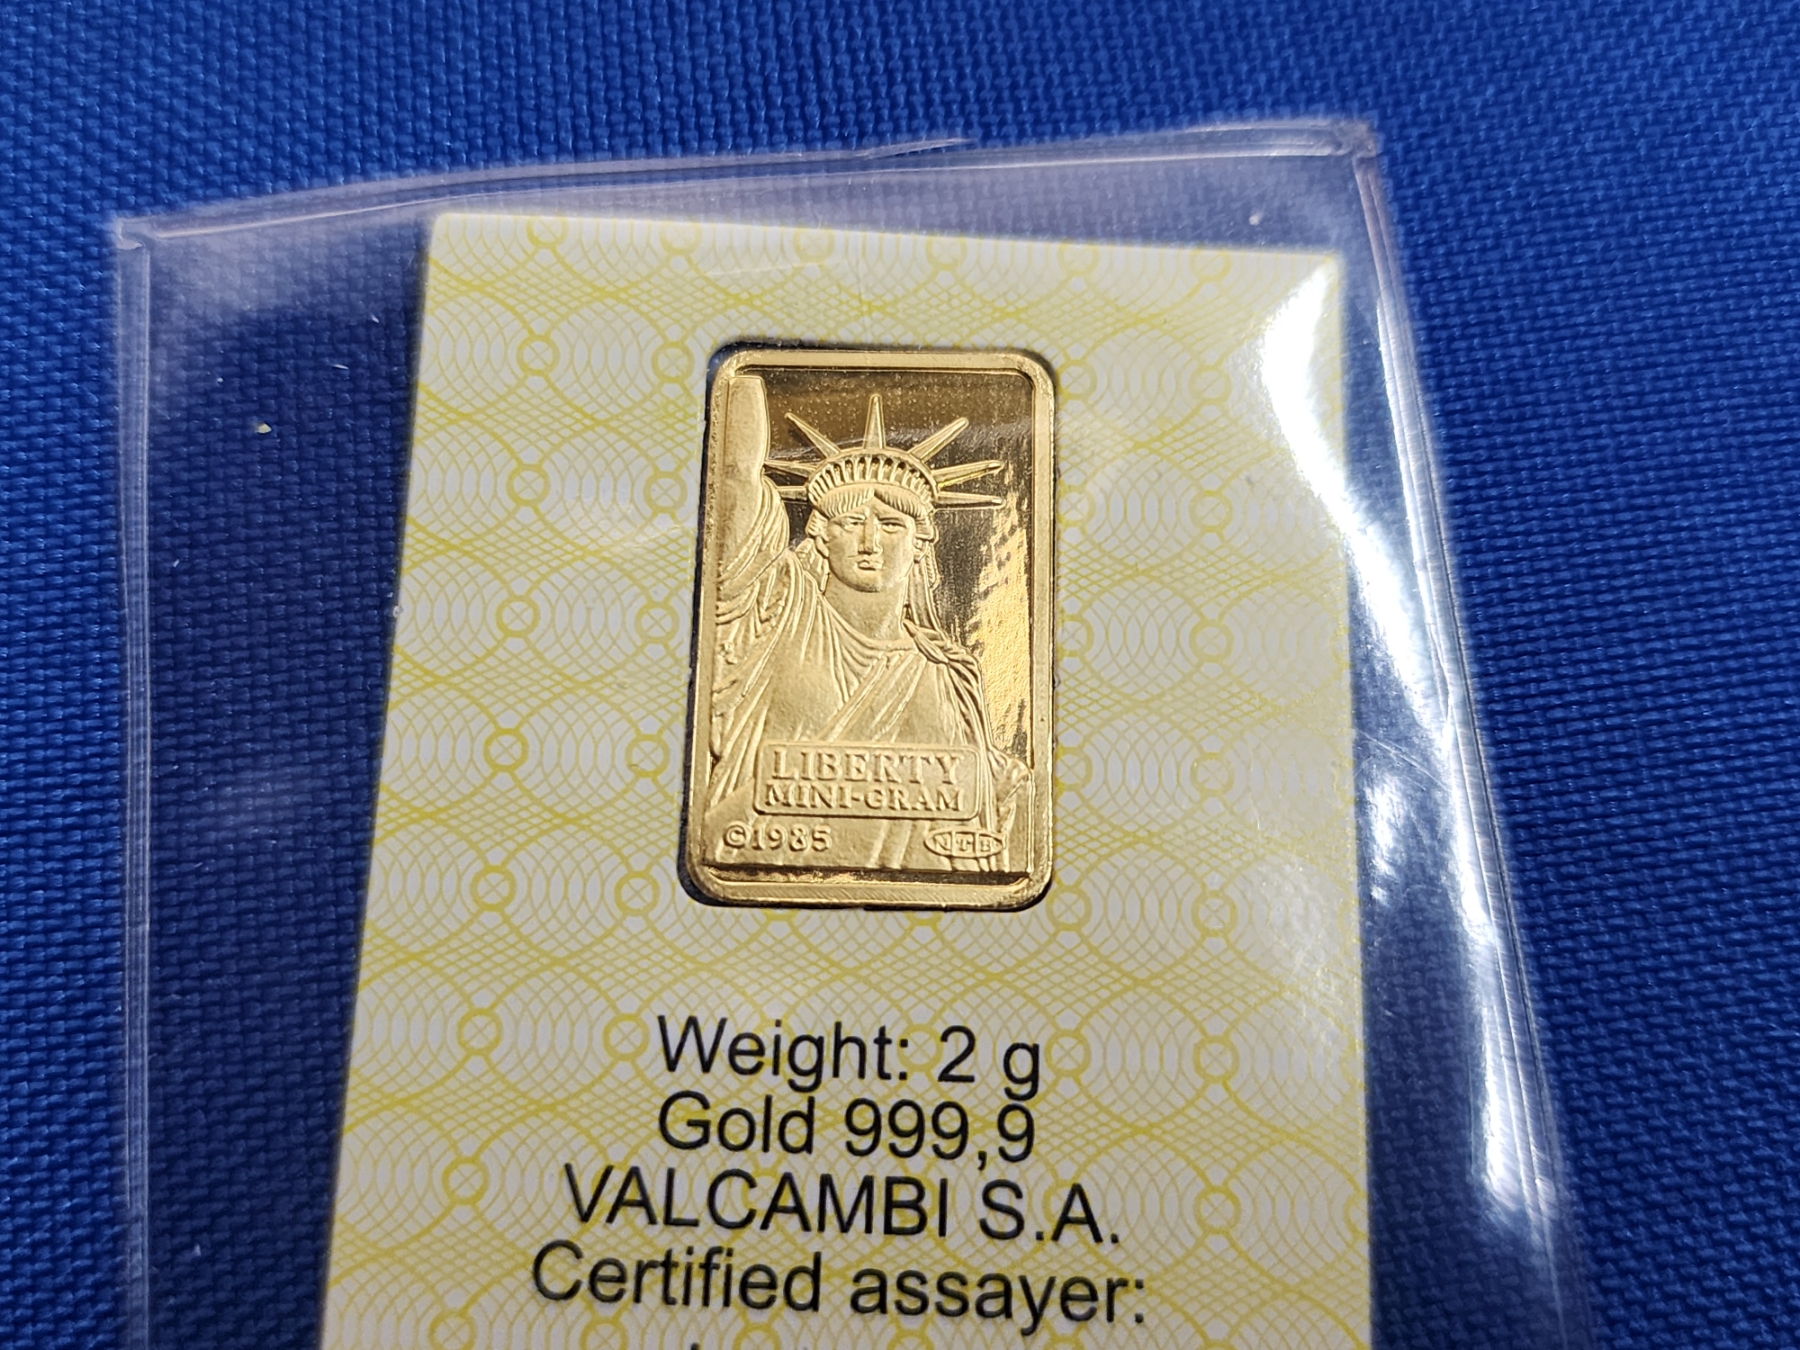 LIBERTY
MINI-GRAM
©1985 NTB
Weight: 2 g
Gold 999,9
VALCAMBI S.A.
Certified assayer: